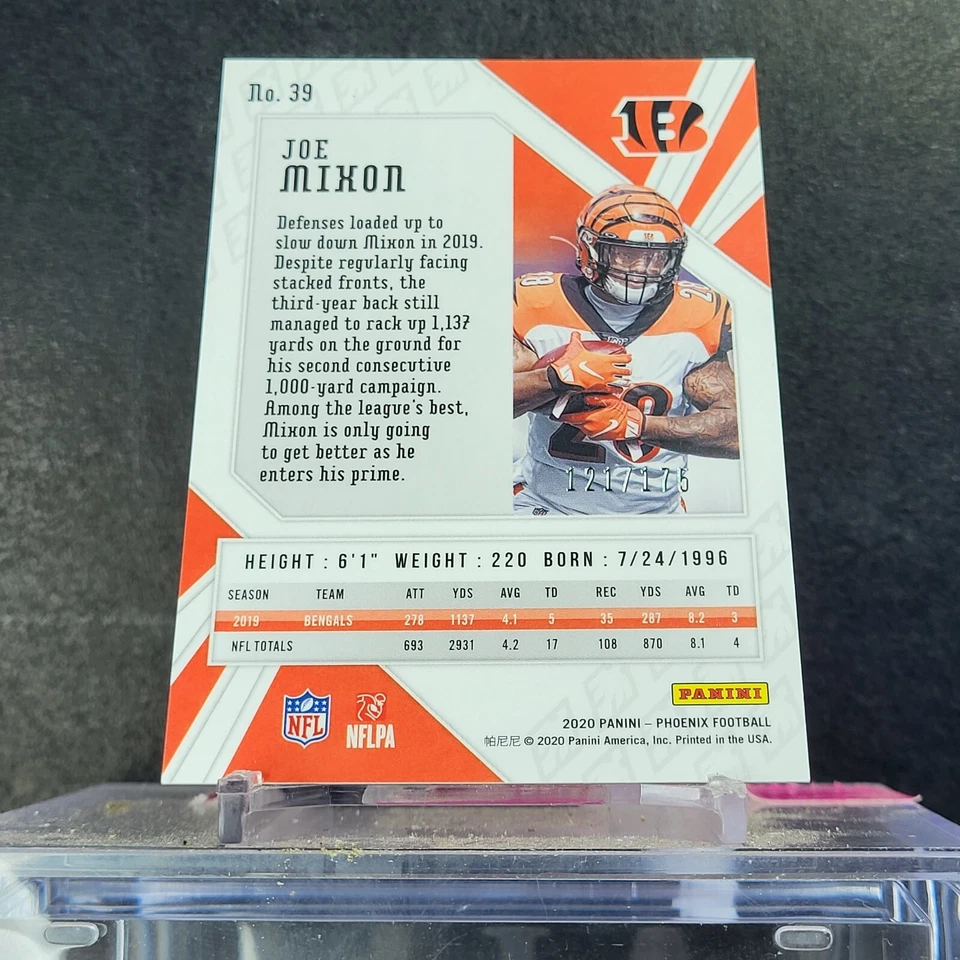 No. 39
JOE
MIXON
Defenses loaded up to
slow down Mixon in 2019.
Despite regularly facing
stacked fronts, the
third-year back still
managed to rack up 1,137
yards on the ground for
his second consecutive
1,000-yard campaign.
Among the league's best,
Mixon is only going
to get better as he
enters his prime.
28
28
28
121/175
HEIGHT : 6'1" WEIGHT : 220 BORN : 7/24/1996
SEASON TEAM ATT YDS AVG TD REC YDS AVG TD
2019 BENGALS 278 1137 4.1 5 35 287 8.2 3
NFL TOTALS 693 2931 4.2 17 108 870 8.1 4
PANINI
NFL
NFLPA
2020 PANINI – PHOENIX FOOTBALL
帕尼尼 © 2020 Panini America, Inc. Printed in the USA.